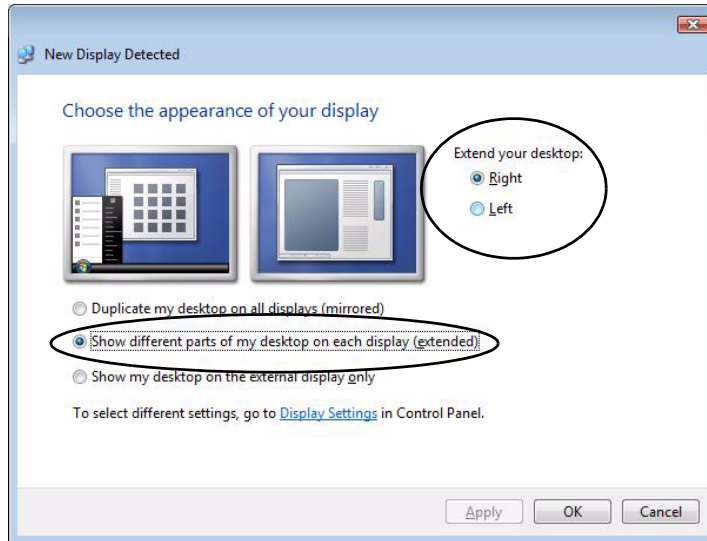 New Display Detected
Choose the appearance of your display
Extend your desktop:
Right
Left
Duplicate my desktop on all displays (mirrored)
Show different parts of my desktop on each display (extended)
Show my desktop on the external display only
To select different settings, go to Display Settings in Control Panel.
Apply OK Cancel